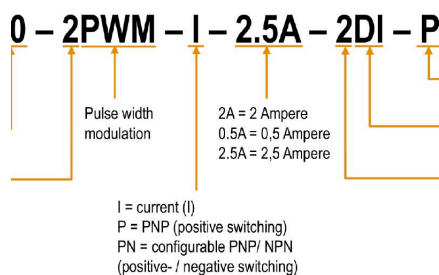 0 – 2PWM – I – 2.5A – 2DI – P
Pulse width
modulation
2A = 2 Ampere
0.5A = 0,5 Ampere
2.5A = 2,5 Ampere
I = current (I)
P = PNP (positive switching)
PN = configurable PNP/ NPN
(positive- / negative switching)